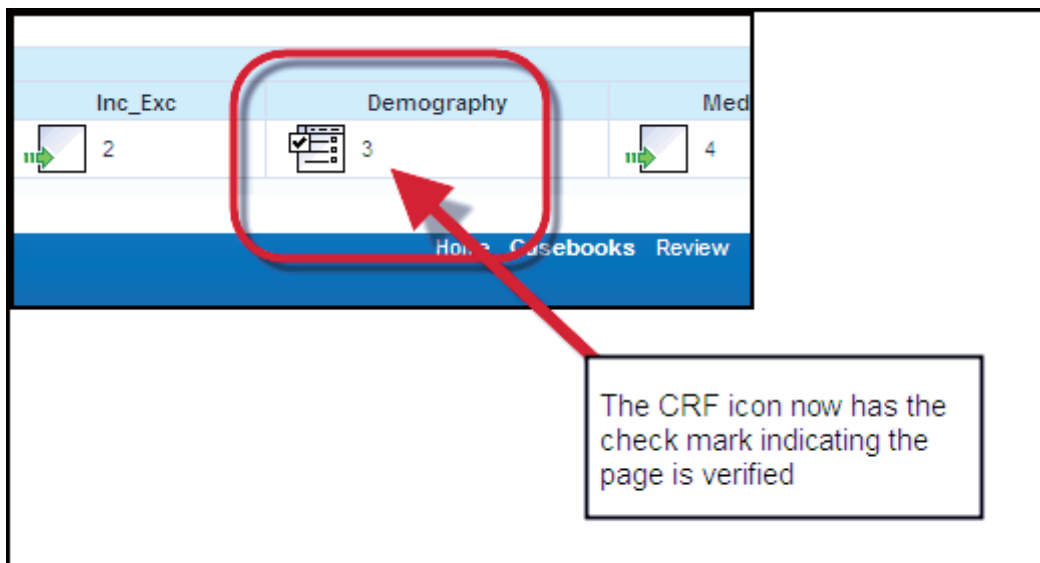 Inc_Exc Demography Med
2 3 4
Home Casebooks Review
The CRF icon now has the
check mark indicating the
page is verified